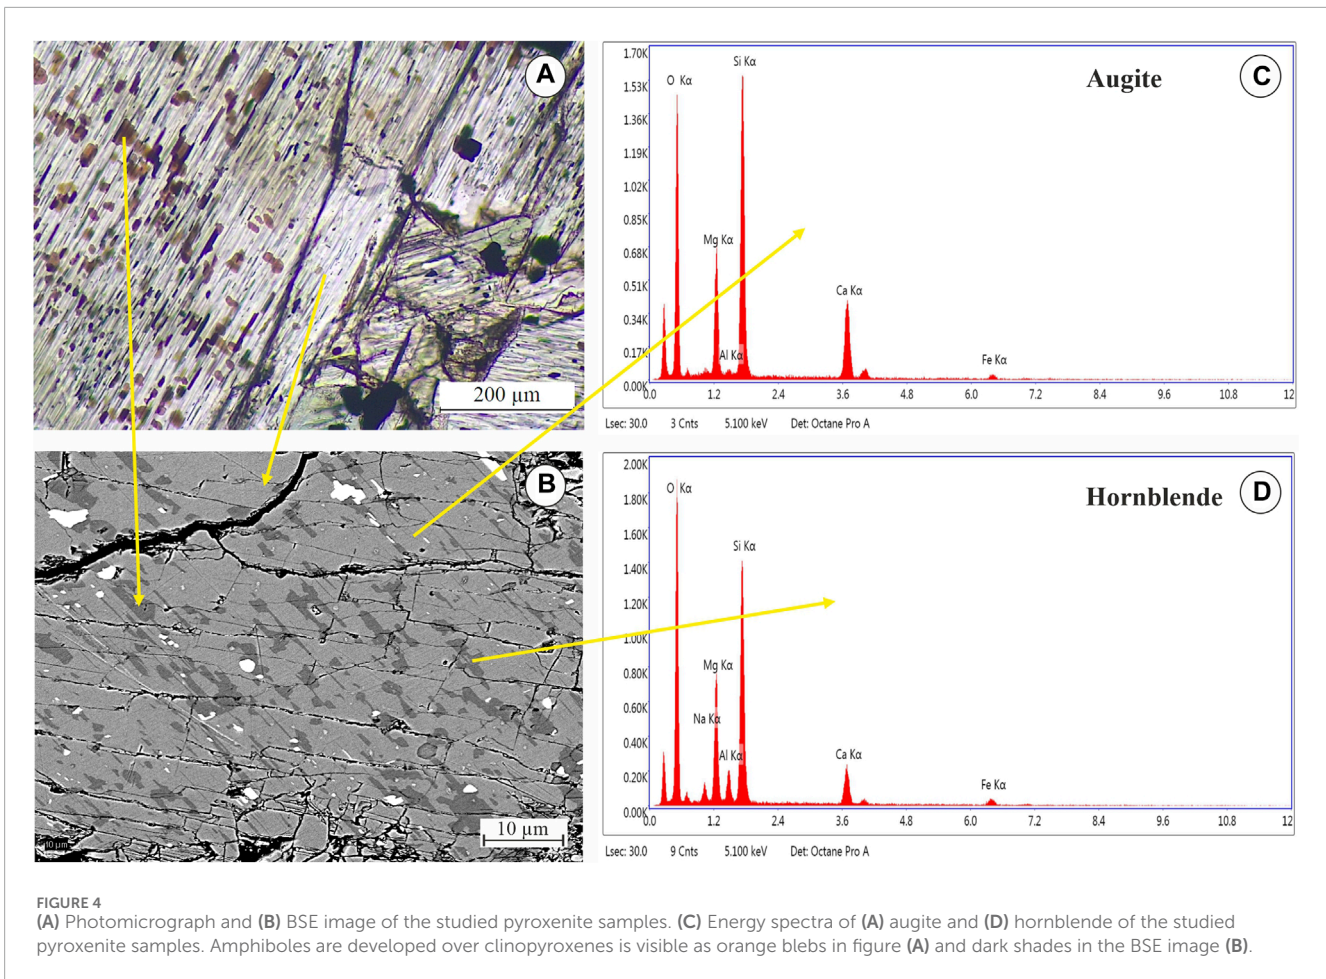 A
200 µm
B
10 µm
10 µm
C
Augite
1.70K
1.53K
1.36K
1.19K
1.02K
0.85K
0.68K
0.51K
0.34K
0.17K
0.00K
O Kα
Si Kα
Mg Kα
Al Kα
Ca Kα
Fe Kα
0.0 1.2 2.4 3.6 4.8 6.0 7.2 8.4 9.6 10.8 12
Lsec: 30.0 3 Cnts 5.100 keV Det: Octane Pro A
D
Hornblende
2.00K
1.80K
1.60K
1.40K
1.20K
1.00K
0.80K
0.60K
0.40K
0.20K
0.00K
O Kα
Si Kα
Mg Kα
Na Kα
Al Kα
Ca Kα
Fe Kα
0.0 1.2 2.4 3.6 4.8 6.0 7.2 8.4 9.6 10.8 12
Lsec: 30.0 9 Cnts 5.100 keV Det: Octane Pro A
FIGURE 4
(A) Photomicrograph and (B) BSE image of the studied pyroxenite samples. (C) Energy spectra of (A) augite and (D) hornblende of the studied
pyroxenite samples. Amphiboles are developed over clinopyroxenes is visible as orange blebs in figure (A) and dark shades in the BSE image (B).